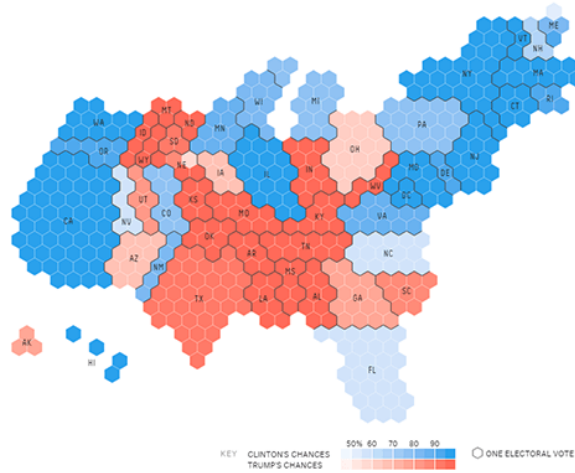 ME
VT
NH
WA
MT
ND
WI
MI
NY
MA
ID
MN
CT
RI
OR
SD
PA
WY
NE
OH
NJ
IA
IL
IN
MD
DE
UT
KS
WV
DC
CA
NV
CO
MO
KY
VA
OK
TN
AZ
NM
AR
NC
MS
TX
LA
AL
GA
SC
AK
HI
FL
KEY CLINTON'S CHANCES 50% 60 70 80 90 ONE ELECTORAL VOTE
TRUMP'S CHANCES